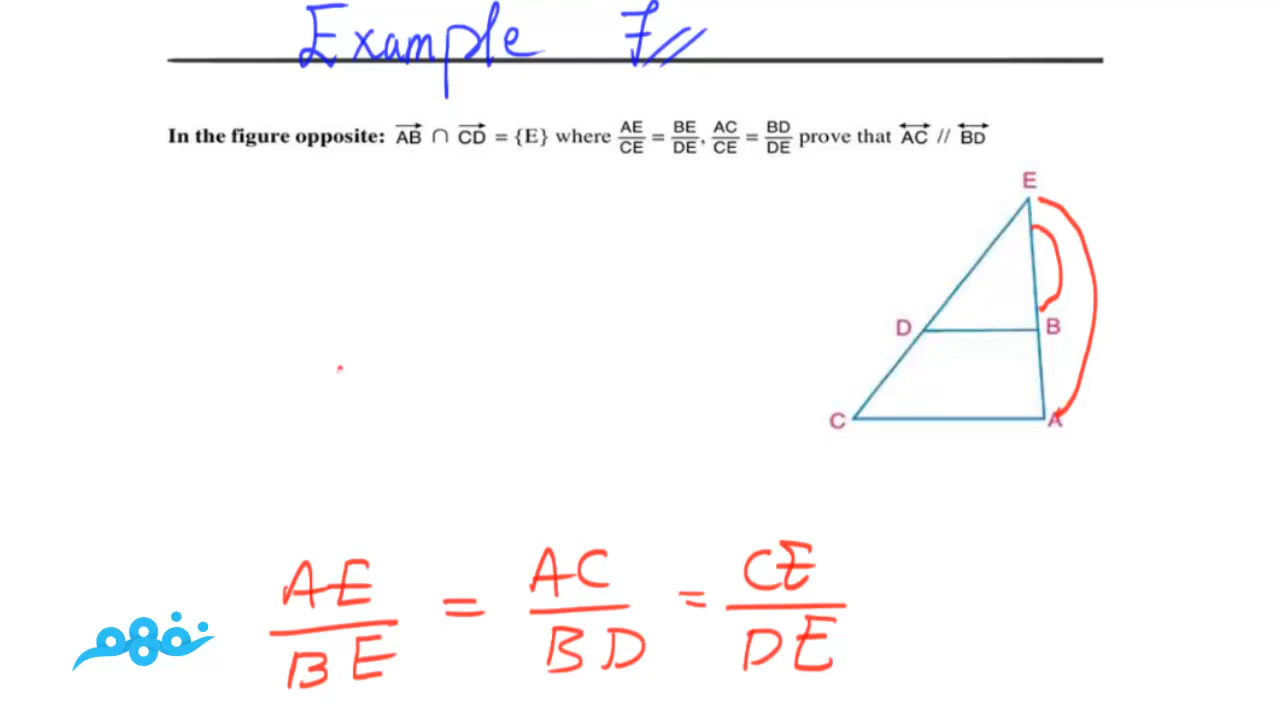 Example 7
In the figure opposite: AB ∩ CD = {E} where AE/CE = BE/DE, AC/CE = BD/DE prove that AC // BD
E
D B
C A
AE/BE = AC/BD = CE/DE
نفهم